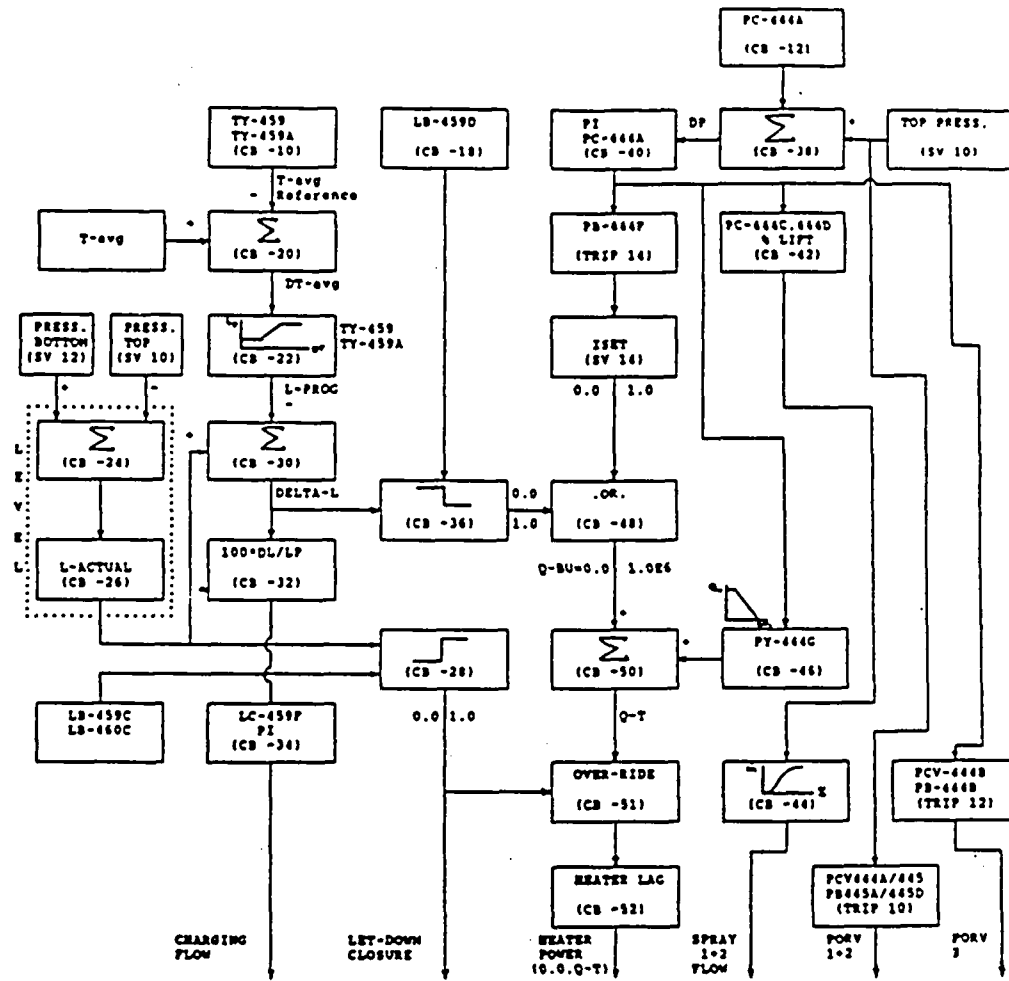 PC-444A
(CB -12)
TY-459
TY-459A
(CB -10)
LB-459D
(CB -18)
PI
PC-444A
(CB -40)
DP
Σ
(CB -38)
+
TOP PRESS.
(SV 10)
- T-avg
Reference
T-avg
+
Σ
(CB -20)
PB-444F
(TRIP 14)
PC-444C,444D
% LIFT
(CB -42)
DT-avg
PRESS.
BOTTOM
(SV 12)
PRESS.
TOP
(SV 10)
(CB -22)
TY-459
TY-459A
ISET
(SV 14)
0.0 1.0
+
-
L-PROG
-
LEVEL
Σ
(CB -24)
+
Σ
(CB -30)
DELTA-L
(CB -36)
0.0
1.0
.OR.
(CB -48)
L-ACTUAL
(CB -26)
100*DL/LP
(CB -32)
Q-BU=0.0 1.0E6
+
(CB -28)
Σ
(CB -50)
+
PY-444G
(CB -46)
LB-459C
LB-460C
LC-459F
PI
(CB -34)
0.0 1.0
Q-T
OVER-RIDE
(CB -51)
%
(CB -44)
PCV-444B
PB-444B
(TRIP 12)
HEATER LAG
(CB -52)
PCV444A/445
PB445A/445D
(TRIP 10)
CHARGING
FLOW
LET-DOWN
CLOSURE
HEATER
POWER
(0.0,Q-T)
SPRAY
1+2
FLOW
PORV
1+2
PORV
3